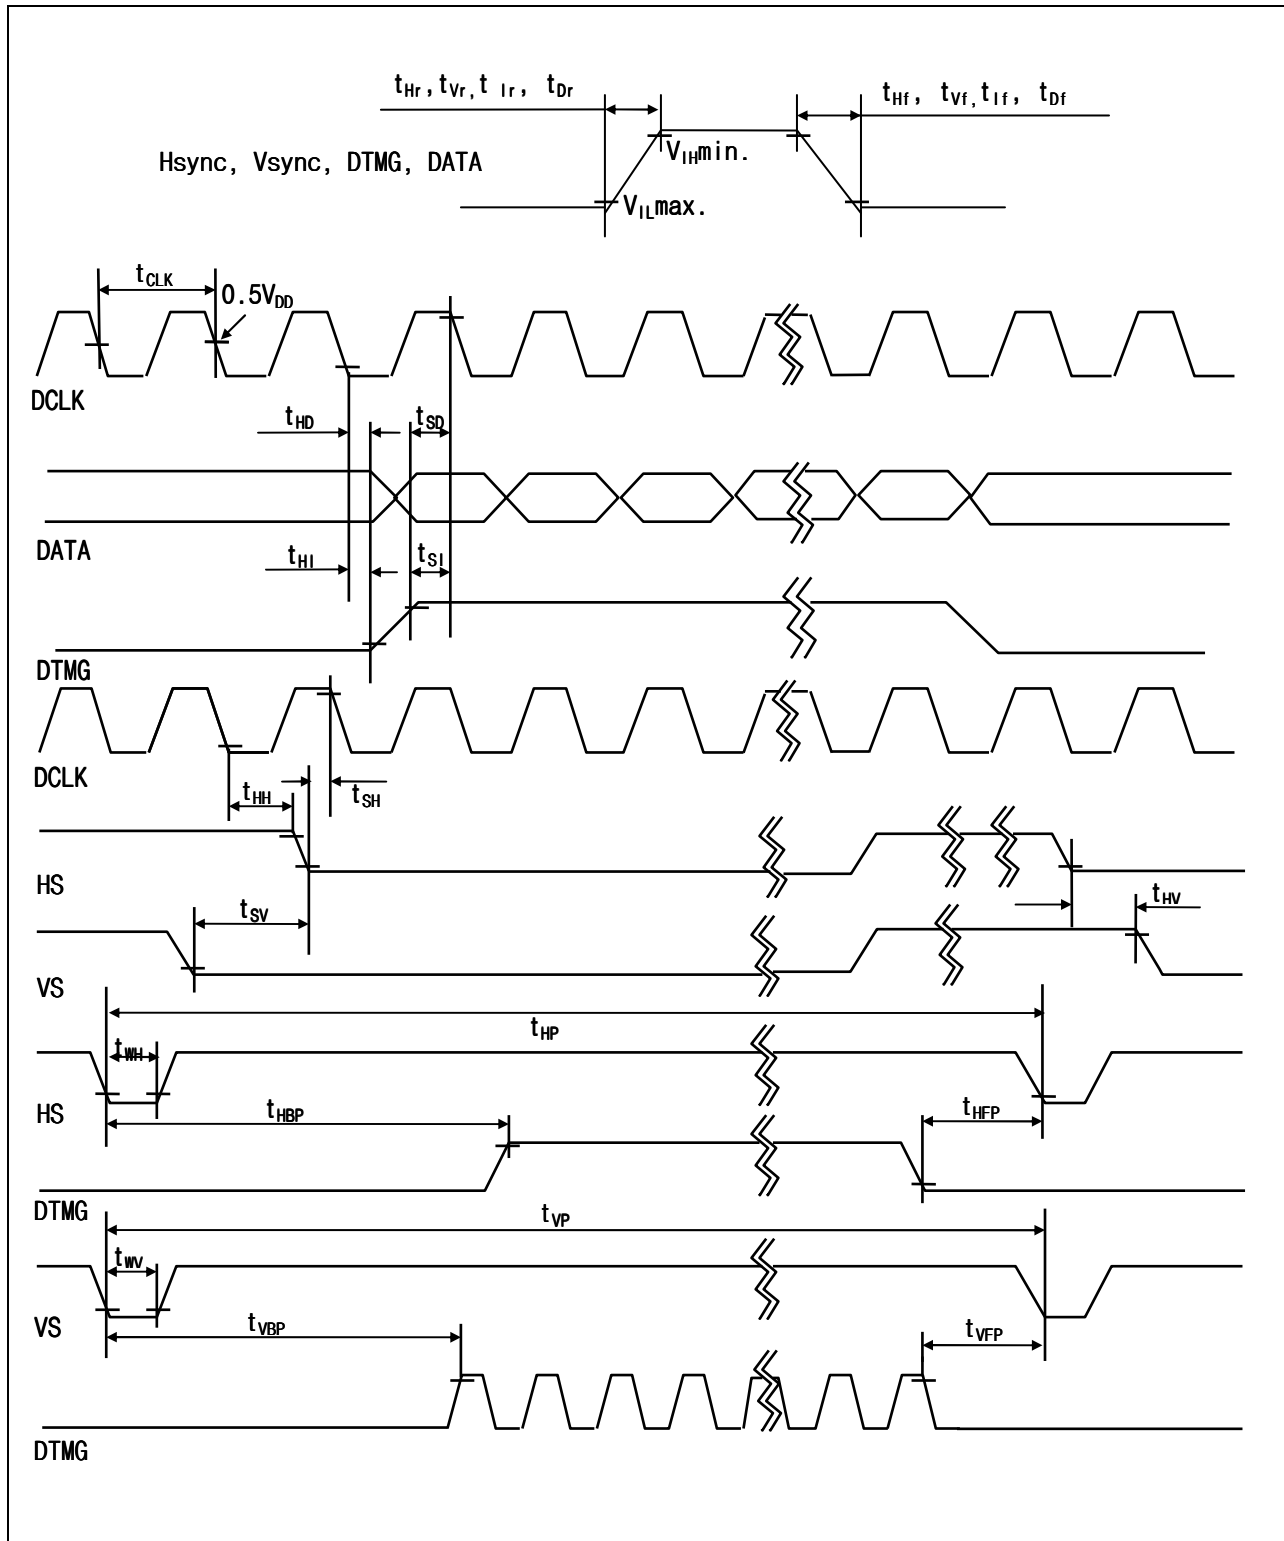 tHr, tVr, t Ir, tDr
tHf, tVf, tIf, tDf
Hsync, Vsync, DTMG, DATA
VIHmin.
VILmax.
tCLK
0.5VDD
DCLK
tHD
tSD
DATA
tHI
tSI
DTMG
DCLK
tHH
tSH
HS
tSV
tHV
VS
tHP
tWH
HS
tHBP
tHFP
DTMG
tVP
tWV
VS
tVBP
tVFP
DTMG